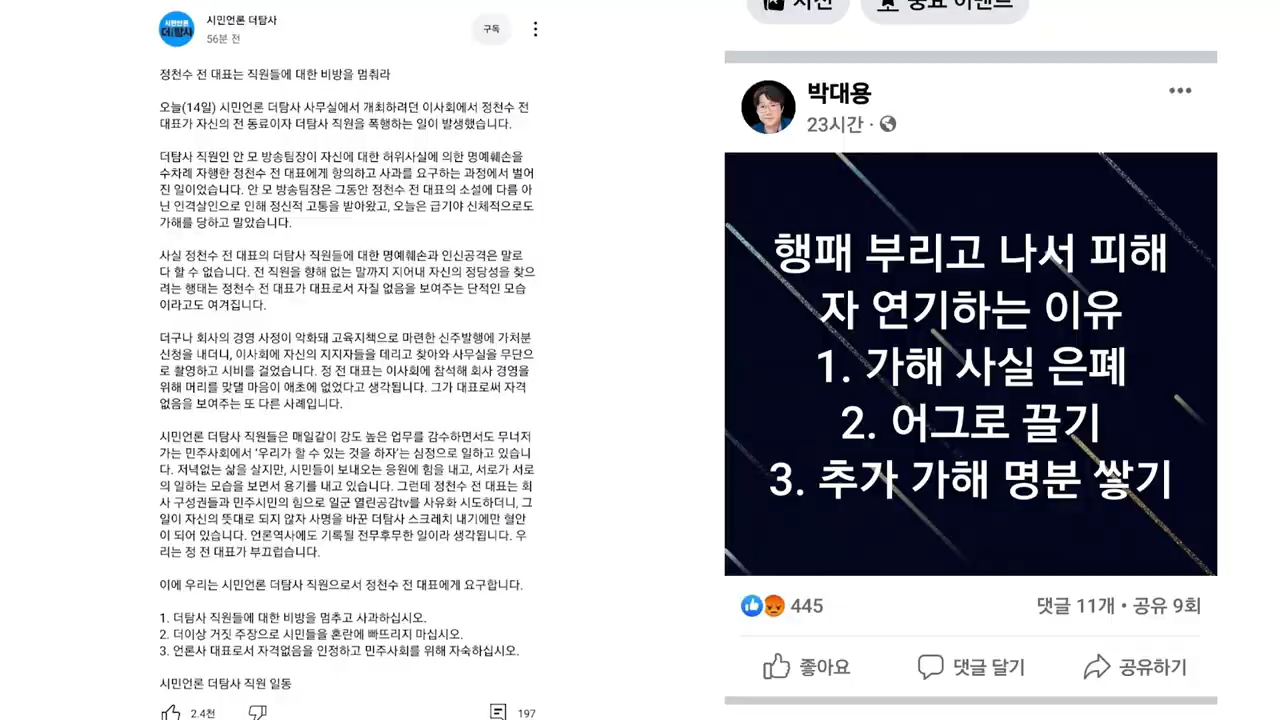 시민언론 더탐사
56분 전
구독
정천수 전 대표는 직원들에 대한 비방을 멈춰라
오늘(14일) 시민언론 더탐사 사무실에서 개최하려던 이사회에서 정천수 전
대표가 자신의 전 동료이자 더탐사 직원을 폭행하는 일이 발생했습니다.
더탐사 직원인 안 모 방송팀장이 자신에 대한 허위사실에 의한 명예훼손을
수차례 자행한 정천수 전 대표에게 항의하고 사과를 요구하는 과정에서 벌어
진 일이었습니다. 안 모 방송팀장은 그동안 정천수 전 대표의 소설에 다름 아
닌 인격살인으로 인해 정신적 고통을 받아왔고, 오늘은 급기야 신체적으로도
가해를 당하고 말았습니다.
사실 정천수 전 대표의 더탐사 직원들에 대한 명예훼손과 인신공격은 말로
다 할 수 없습니다. 전 직원을 향해 없는 말까지 지어내 자신의 정당성을 찾으
려는 행태는 정천수 전 대표가 대표로서 자질 없음을 보여주는 단적인 모습
이라고도 여겨집니다.
더구나 회사의 경영 사정이 악화돼 고육지책으로 마련한 신주발행에 가처분
신청을 내더니, 이사회에 자신의 지지자들을 데리고 찾아와 사무실을 무단으
로 촬영하고 시비를 걸었습니다. 정 전 대표는 이사회에 참석해 회사 경영을
위해 머리를 맞댈 마음이 애초에 없었다고 생각됩니다. 그가 대표로써 자격
없음을 보여주는 또 다른 사례입니다.
시민언론 더탐사 직원들은 매일같이 강도 높은 업무를 감수하면서도 무너져
가는 민주사회에서 '우리가 할 수 있는 것을 하자'는 심정으로 일하고 있습니
다. 저녁없는 삶을 살지만, 시민들이 보내오는 응원에 힘을 내고, 서로가 서로
의 일하는 모습을 보면서 용기를 내고 있습니다. 그런데 정천수 전 대표는 회
사 구성권들과 민주시민의 힘으로 일군 열린공감tv를 사유화 시도하더니, 그
일이 자신의 뜻대로 되지 않자 사명을 바꾼 더탐사 스크레치 내기에만 혈안
이 되어 있습니다. 언론역사에도 기록될 전무후무한 일이라 생각됩니다. 우
리는 정 전 대표가 부끄럽습니다.
이에 우리는 시민언론 더탐사 직원으로서 정천수 전 대표에게 요구합니다.
1. 더탐사 직원들에 대한 비방을 멈추고 사과하십시오.
2. 더이상 거짓 주장으로 시민들을 혼란에 빠뜨리지 마십시오.
3. 언론사 대표로서 자격없음을 인정하고 민주사회를 위해 자숙하십시오.
시민언론 더탐사 직원 일동
2.4천
197
사진
중요 이벤트
박대용
23시간
행패 부리고 나서 피해
자 연기하는 이유
1. 가해 사실 은폐
2. 어그로 끌기
3. 추가 가해 명분 쌓기
445
댓글 11개 • 공유 9회
좋아요
댓글 달기
공유하기